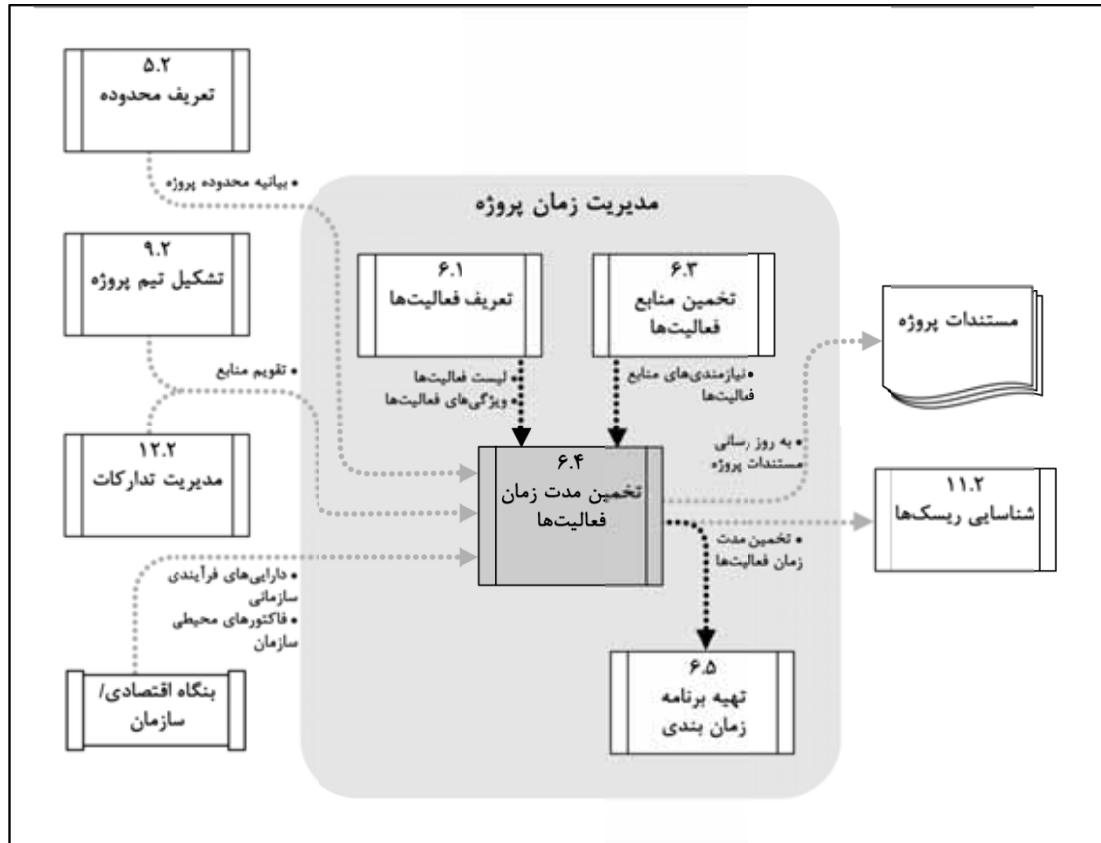 ۵.۲
تعریف محدوده
• بیانیه محدوده پروژه
مدیریت زمان پروژه
۹.۲
تشکیل تیم پروژه
۶.۱
تعریف فعالیت‌ها
۶.۳
تخمین منابع
فعالیت‌ها
مستندات پروژه
• تقویم منابع
• لیست فعالیت‌ها
• ویژگی‌های فعالیت‌ها
• نیازمندی‌های منابع
فعالیت‌ها
۱۲.۲
مدیریت تدارکات
۶.۴
تخمین مدت زمان
فعالیت‌ها
• به روز رسانی
مستندات پروژه
۱۱.۲
شناسایی ریسک‌ها
• تخمین مدت
زمان فعالیت‌ها
• دارایی‌های فرآیندی
سازمانی
• فاکتورهای محیطی
سازمان
بنگاه اقتصادی/
سازمان
۶.۵
تهیه برنامه
زمان بندی